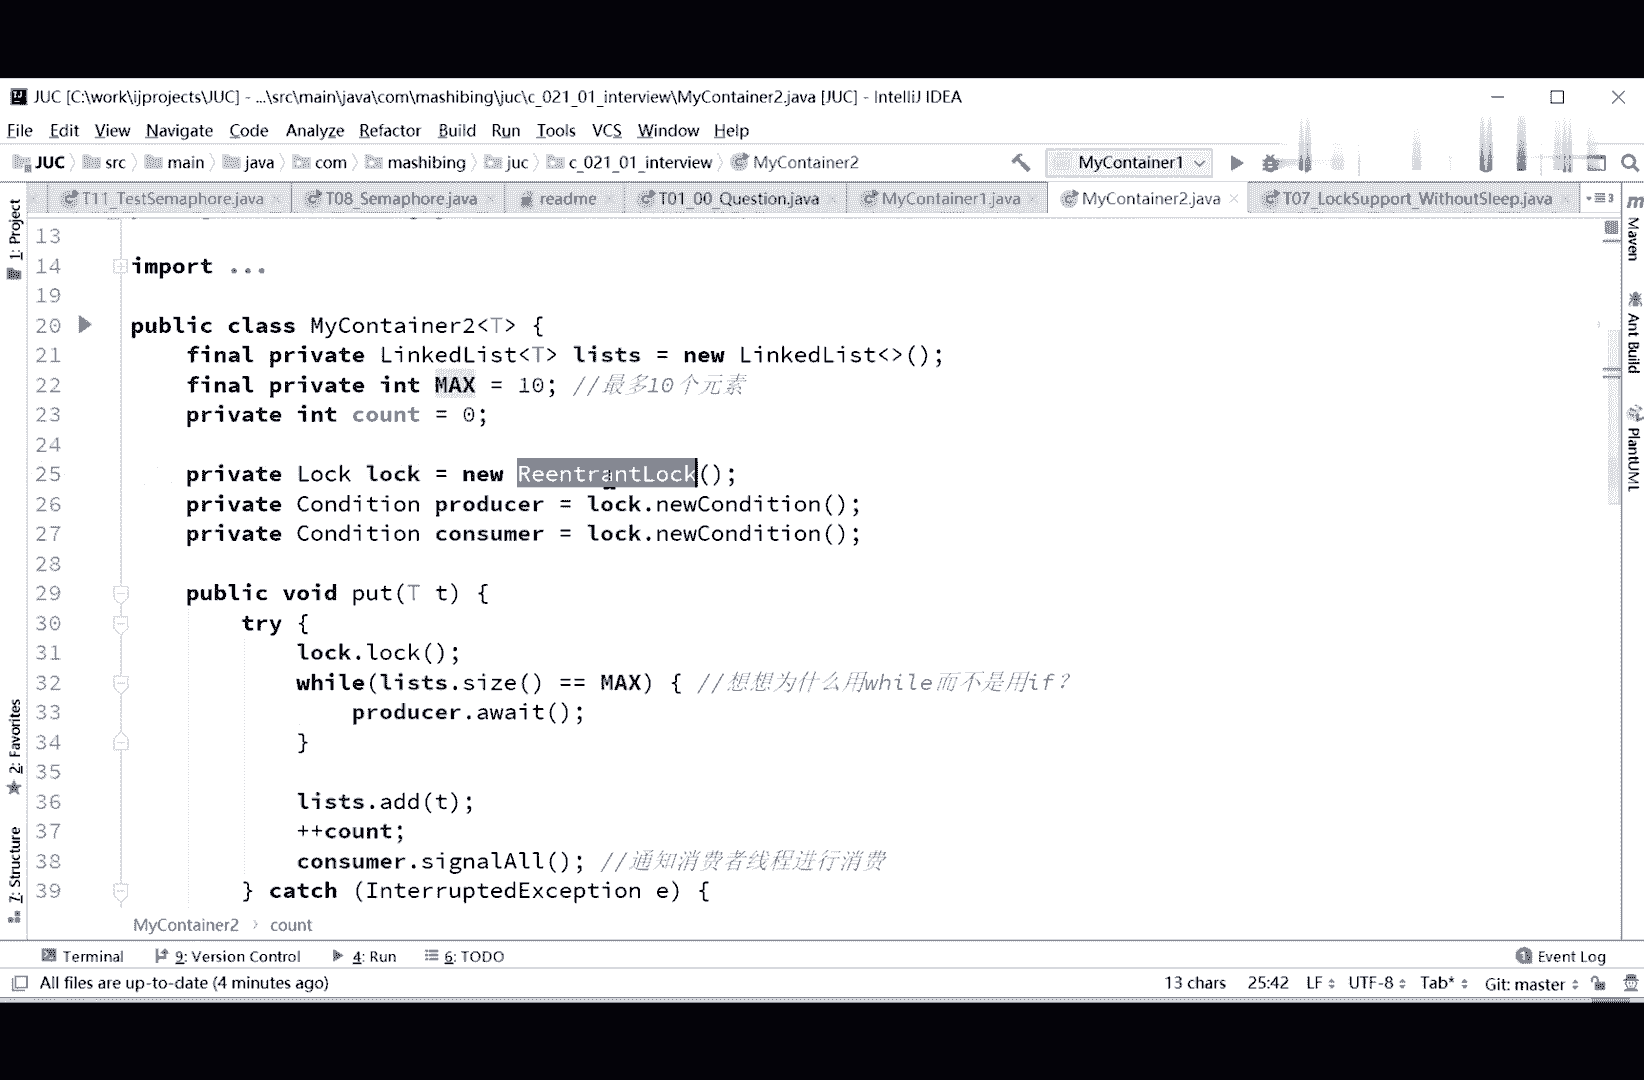 JUC [C:\work\ijprojects\JUC] - ...\src\main\java\com\mashibing\juc\c_021_01_interview\MyContainer2.java [JUC] - IntelliJ IDEA
File Edit View Navigate Code Analyze Refactor Build Run Tools VCS Window Help
JUC src main java com mashibing juc c_021_01_interview MyContainer2 MyContainer1
T11_TestSemaphore.java T08_Semaphore.java readme T01_00_Question.java MyContainer1.java MyContainer2.java T07_LockSupport_WithoutSleep.java
1: Project
2: Favorites
7: Structure
13
14 import ...
19
20 public class MyContainer2<T> {
21 final private LinkedList<T> lists = new LinkedList<>();
22 final private int MAX = 10; //最多10个元素
23 private int count = 0;
24
25 private Lock lock = new ReentrantLock();
26 private Condition producer = lock.newCondition();
27 private Condition consumer = lock.newCondition();
28
29 public void put(T t) {
30 try {
31 lock.lock();
32 while(lists.size() == MAX) { //想想为什么用while而不是用if？
33 producer.await();
34 }
35
36 lists.add(t);
37 ++count;
38 consumer.signalAll(); //通知消费者线程进行消费
39 } catch (InterruptedException e) {
Maven
Ant Build
PlantUML
MyContainer2 count
Terminal 9: Version Control 4: Run 6: TODO 1 Event Log
All files are up-to-date (4 minutes ago) 13 chars 25:42 LF UTF-8 Tab* Git: master